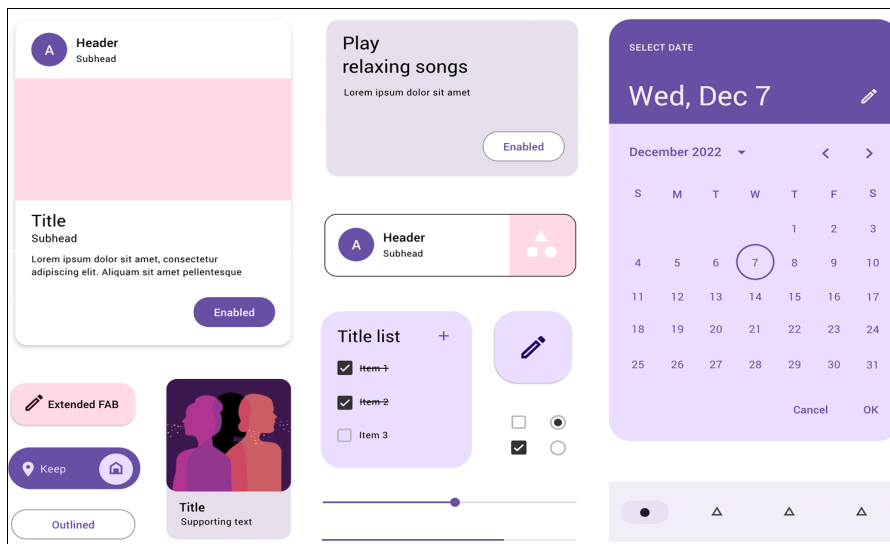 A
Header
Subhead
Title
Subhead
Lorem ipsum dolor sit amet, consectetur
adipiscing elit. Aliquam sit amet pellentesque
Enabled
Extended FAB
Keep
Outlined
Title
Supporting text
Play
relaxing songs
Lorem ipsum dolor sit amet
Enabled
A
Header
Subhead
Title list
Item 1
Item 2
Item 3
SELECT DATE
Wed, Dec 7
December 2022
S M T W T F S
1 2 3
4 5 6 7 8 9 10
11 12 13 14 15 16 17
18 19 20 21 22 23 24
25 26 27 28 29 30 31
Cancel OK